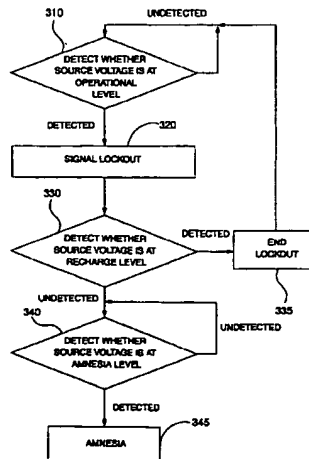 UNDETECTED
310
DETECT WHETHER
SOURCE VOLTAGE IS AT
OPERATIONAL
LEVEL
DETECTED
320
SIGNAL LOCKOUT
330
DETECT WHETHER
SOURCE VOLTAGE IS AT
RECHARGE LEVEL
DETECTED
END
LOCKOUT
335
UNDETECTED
340
UNDETECTED
DETECT WHETHER
SOURCE VOLTAGE IS AT
AMNESIA LEVEL
DETECTED
345
AMNESIA